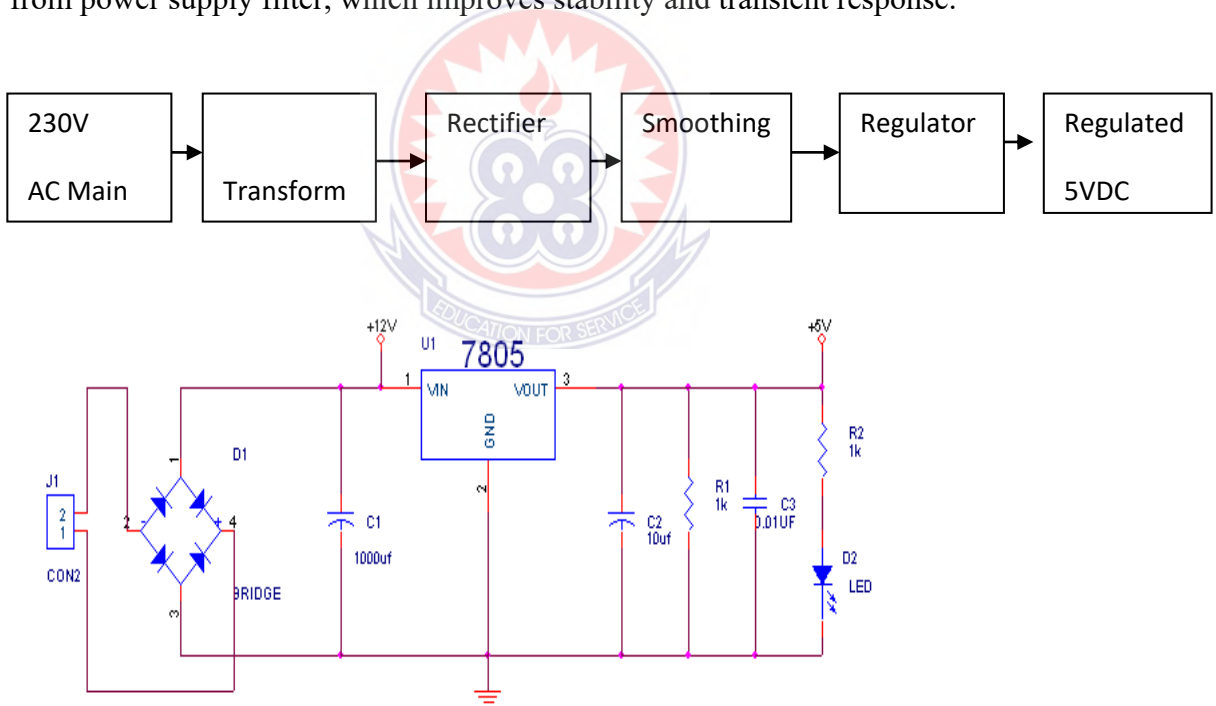 from power supply filter, which improves stability and transient response.
230V
AC Main
Transform
Rectifier
Smoothing
Regulator
Regulated
5VDC
EDUCATION FOR SERVICE
+12V
+5V
U1
7805
1
VIN
VOUT
3
GND
2
D1
1
2
-
+
4
3
BRIDGE
J1
2
1
CON2
C1
1000uf
C2
10uf
R1
1k
C3
0.01UF
R2
1k
D2
LED